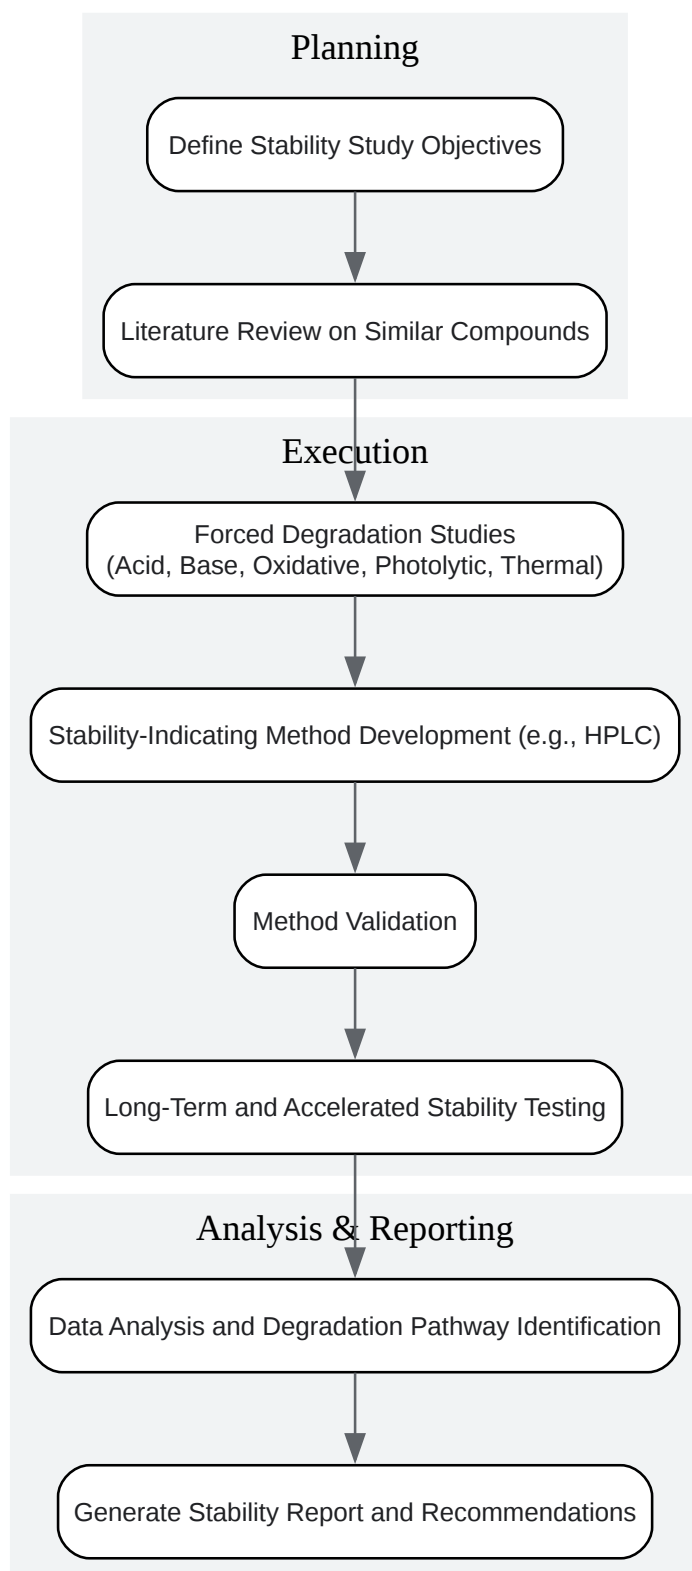 Planning
Define Stability Study Objectives
Literature Review on Similar Compounds
Execution
Forced Degradation Studies
(Acid, Base, Oxidative, Photolytic, Thermal)
Stability-Indicating Method Development (e.g., HPLC)
Method Validation
Long-Term and Accelerated Stability Testing
Analysis & Reporting
Data Analysis and Degradation Pathway Identification
Generate Stability Report and Recommendations